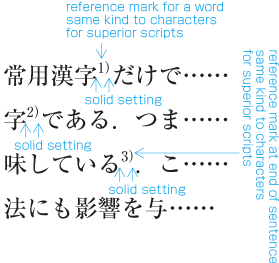 reference mark for a word
same kind to characters
for superior scripts
常用漢字1)だけで……
solid setting
字2)である．つま……
solid setting
味している3)．こ……
solid setting
法にも影響を与……
reference mark at end of sentence
same kind to characters
for superior scripts